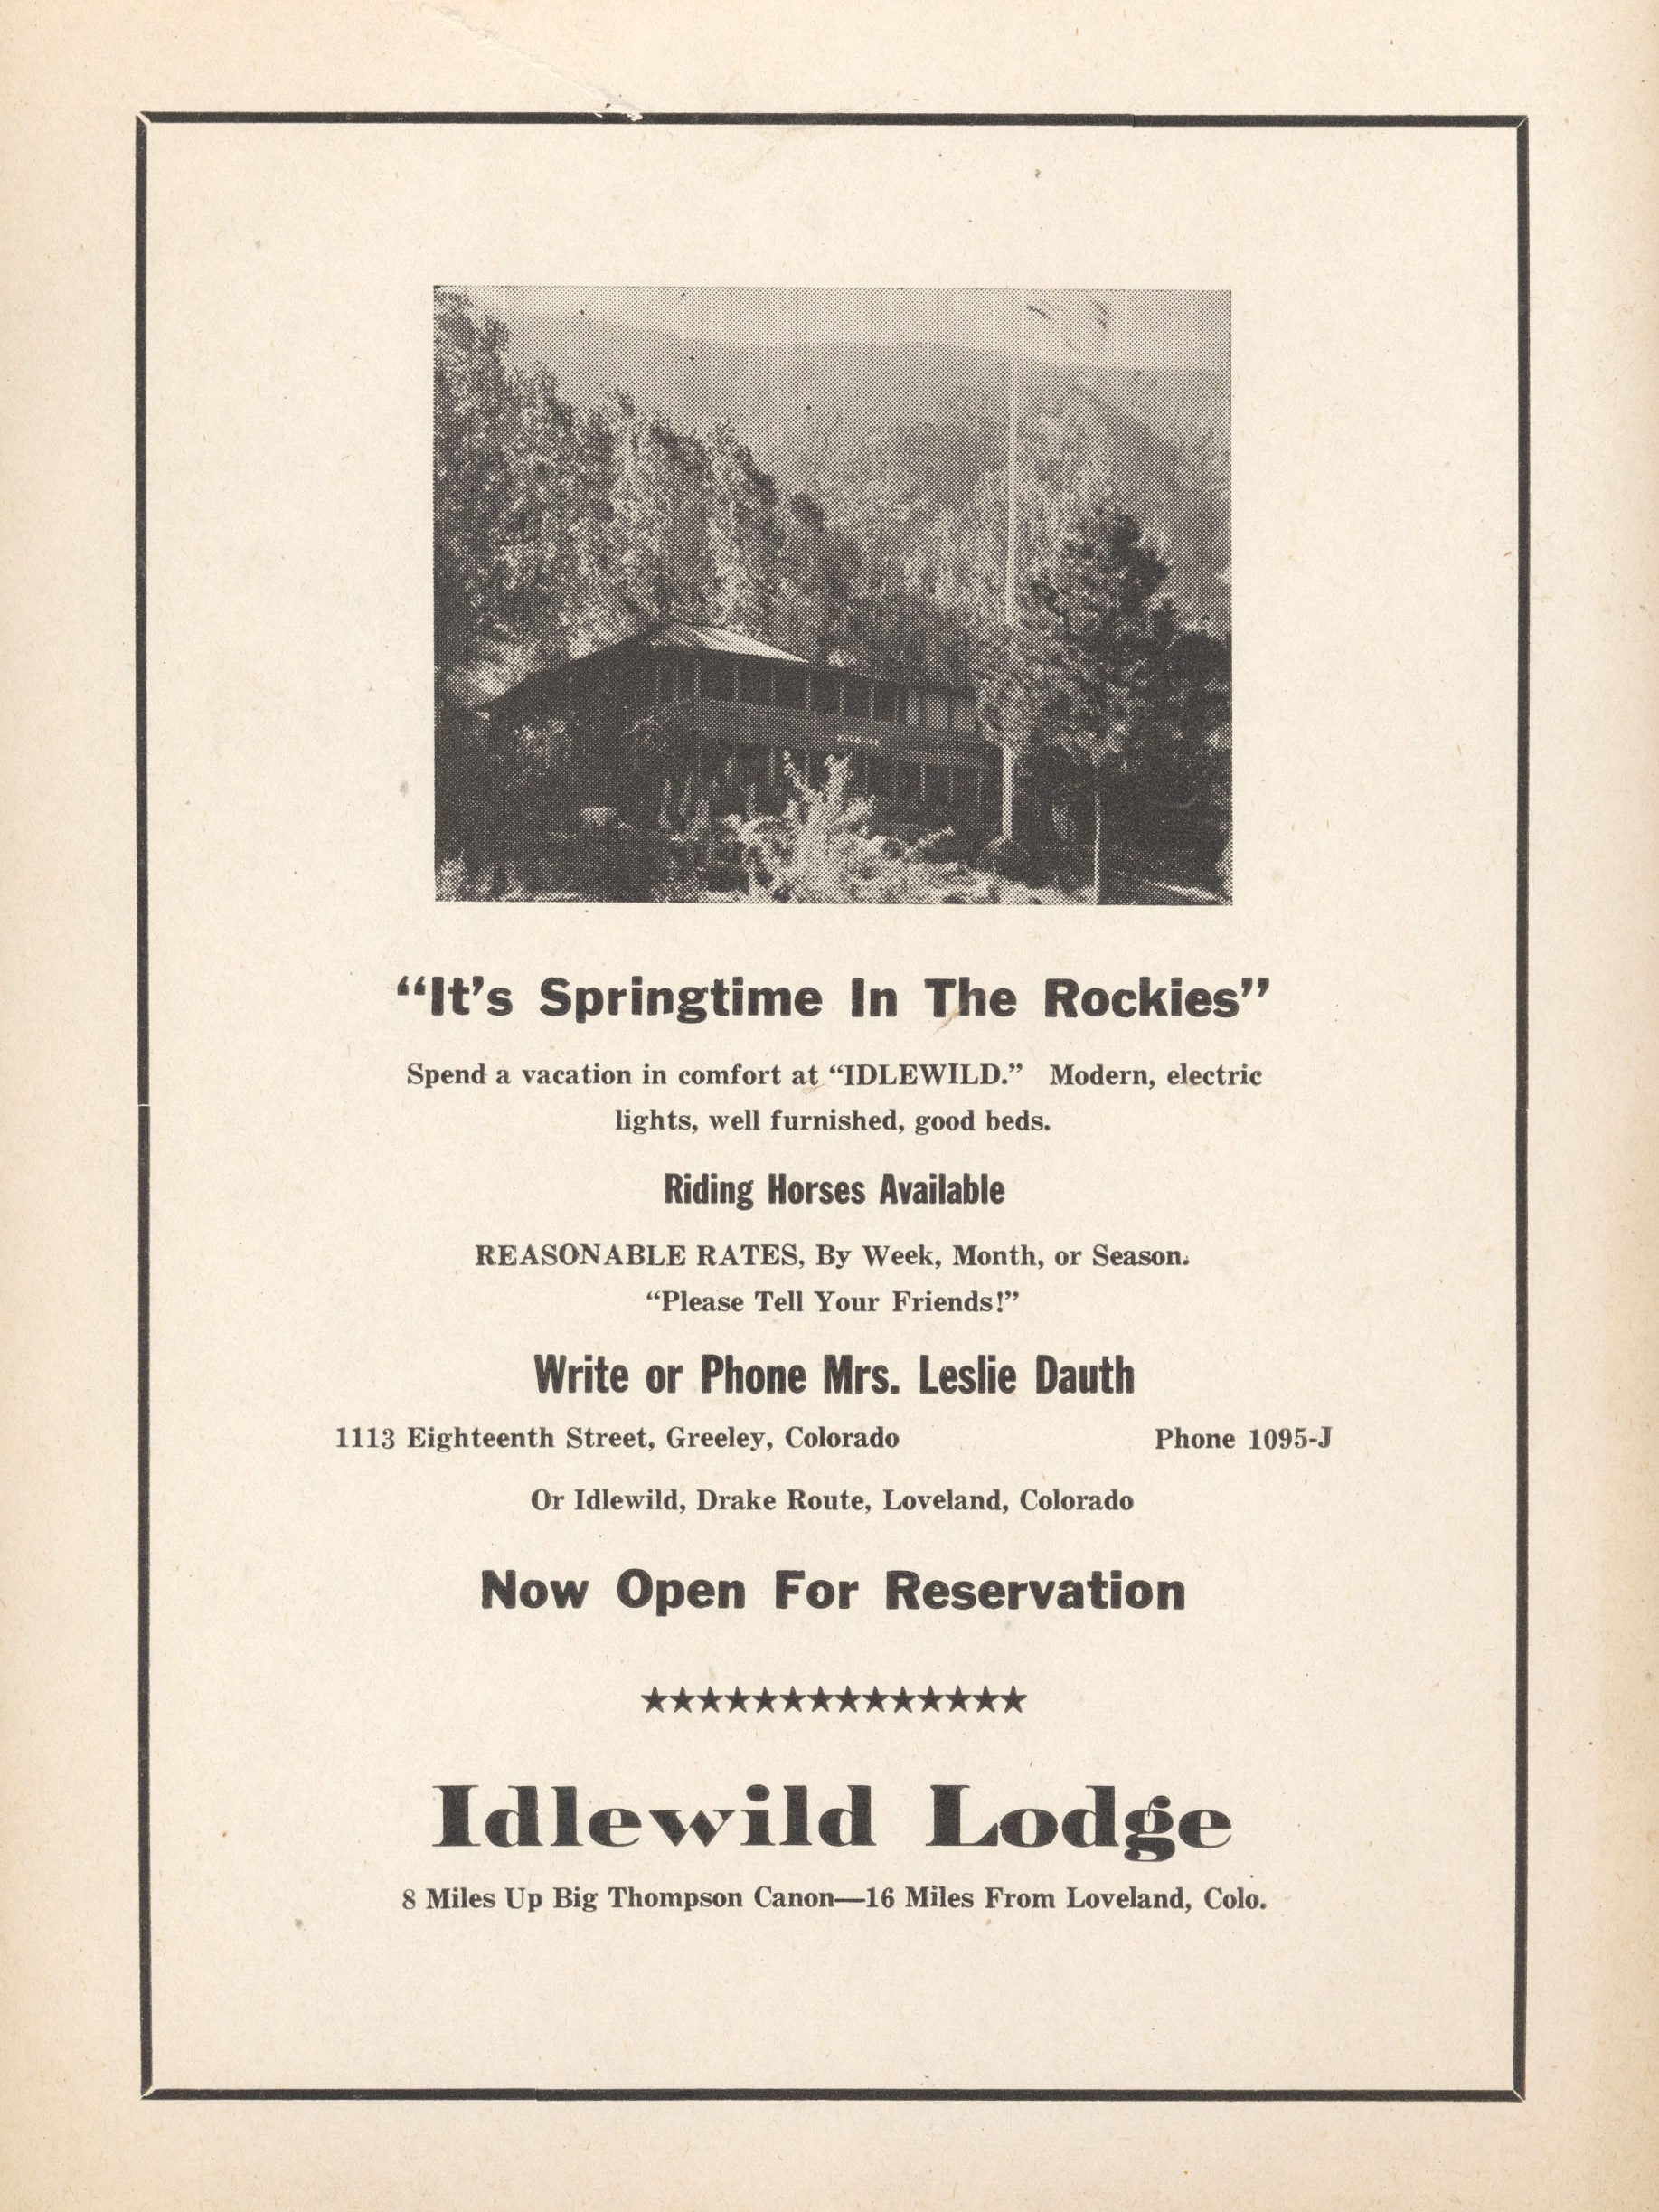 “It’s Springtime In The Rockies”
Spend a vacation in comfort at “IDLEWILD.” Modern, electric
lights, well furnished, good beds.
Riding Horses Available
REASONABLE RATES, By Week, Month, or Season.
“Please Tell Your Friends!”
Write or Phone Mrs. Leslie Dauth
1113 Eighteenth Street, Greeley, Colorado Phone 1095-J
Or Idlewild, Drake Route, Loveland, Colorado
Now Open For Reservation
★★★★★★★★★★★★★★
Idlewild Lodge
8 Miles Up Big Thompson Canon—16 Miles From Loveland, Colo.